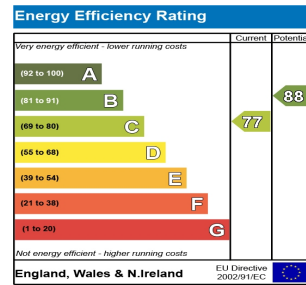 Energy Efficiency Rating
Current Potential
Very energy efficient - lower running costs
(92 to 100) A
(81 to 91) B
88
(69 to 80) C
77
(55 to 68) D
(39 to 54) E
(21 to 38) F
(1 to 20) G
Not energy efficient - higher running costs
England, Wales & N.Ireland
EU Directive
2002/91/EC